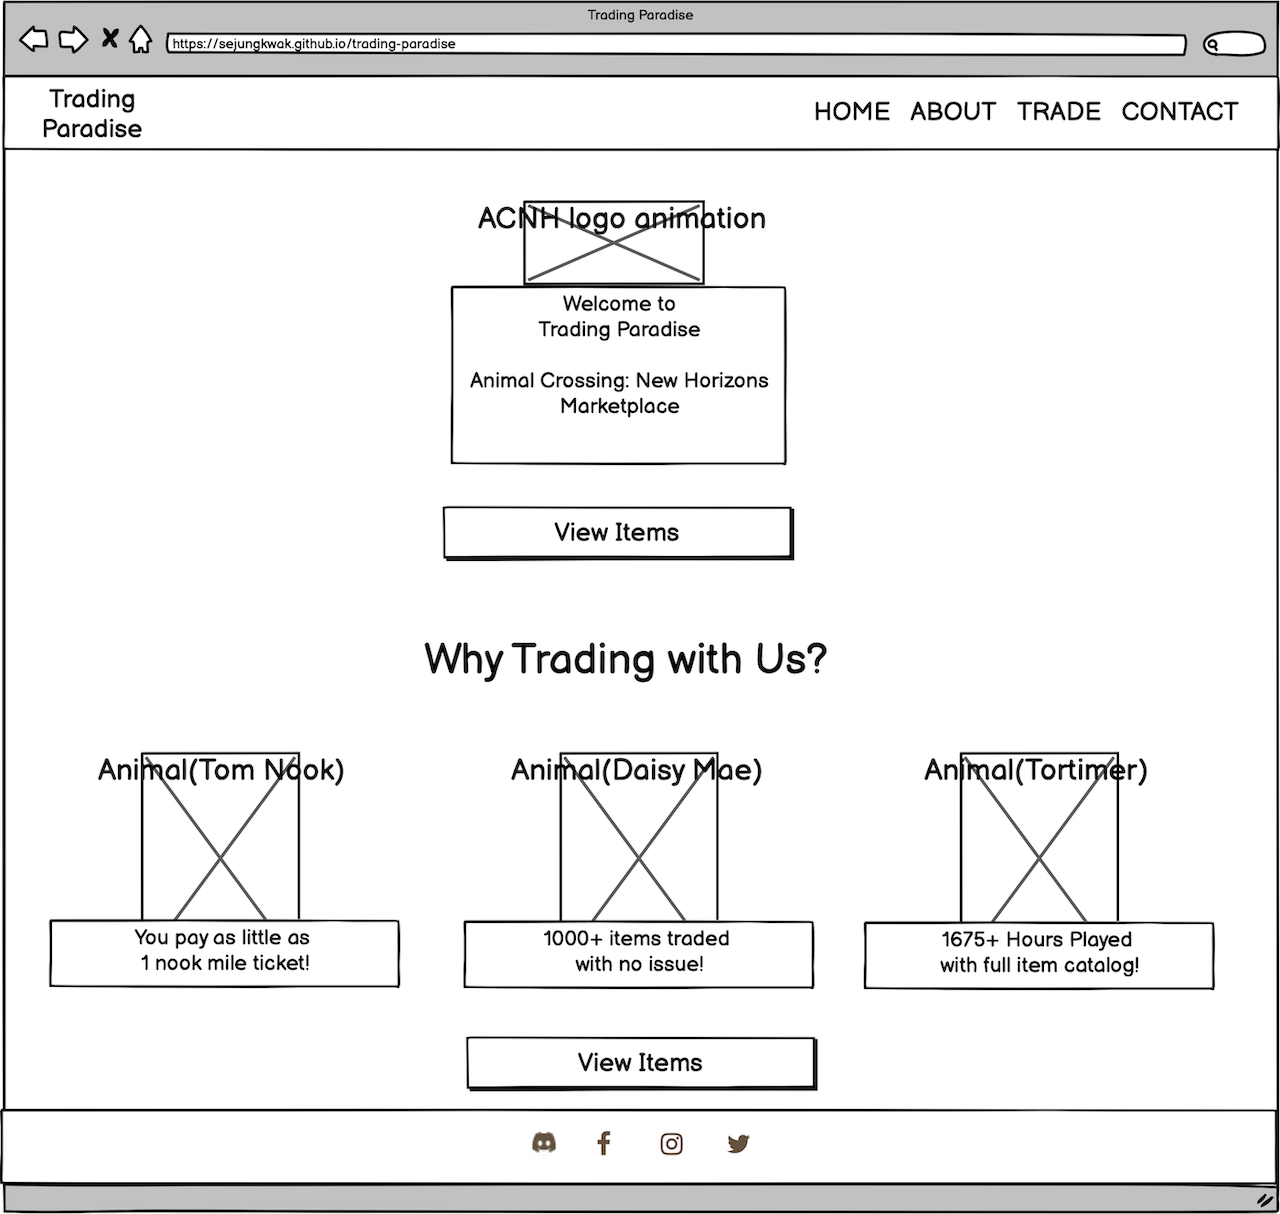 Trading Paradise
https://sejungkwak.github.io/trading-paradise
Trading
Paradise
HOME ABOUT TRADE CONTACT
ACNH logo animation
Welcome to
Trading Paradise
Animal Crossing: New Horizons
Marketplace
View Items
Why Trading with Us?
Animal(Tom Nook)
You pay as little as
1 nook mile ticket!
Animal(Daisy Mae)
1000+ items traded
with no issue!
Animal(Tortimer)
1675+ Hours Played
with full item catalog!
View Items